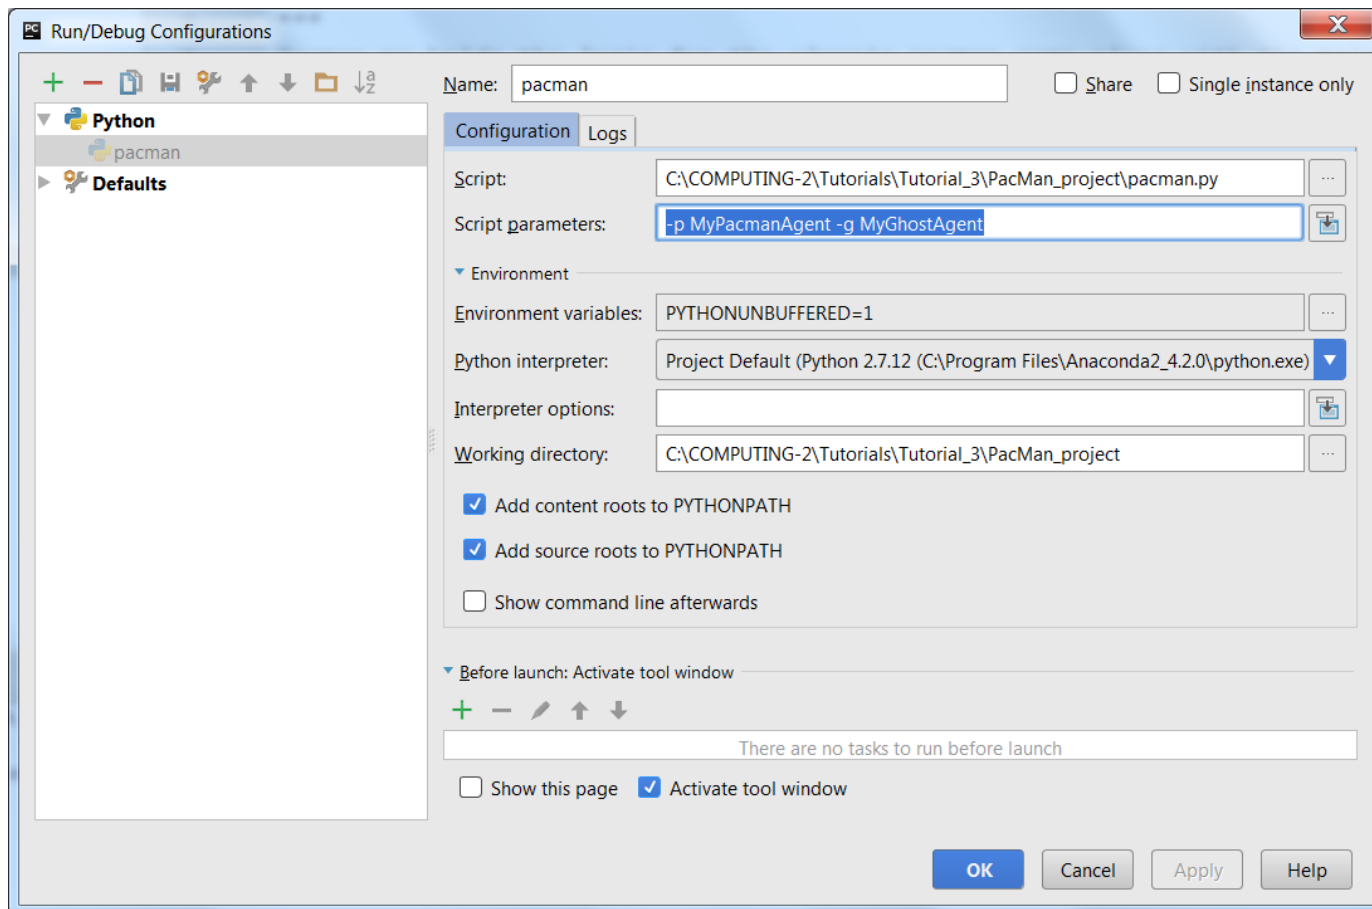 PC Run/Debug Configurations
Name: pacman Share Single instance only
Python
pacman
Defaults
Configuration Logs
Script: C:\COMPUTING-2\Tutorials\Tutorial_3\PacMan_project\pacman.py ...
Script parameters: -p MyPacmanAgent -g MyGhostAgent
Environment
Environment variables: PYTHONUNBUFFERED=1 ...
Python interpreter: Project Default (Python 2.7.12 (C:\Program Files\Anaconda2_4.2.0\python.exe)
Interpreter options:
Working directory: C:\COMPUTING-2\Tutorials\Tutorial_3\PacMan_project ...
Add content roots to PYTHONPATH
Add source roots to PYTHONPATH
Show command line afterwards
Before launch: Activate tool window
There are no tasks to run before launch
Show this page Activate tool window
OK Cancel Apply Help